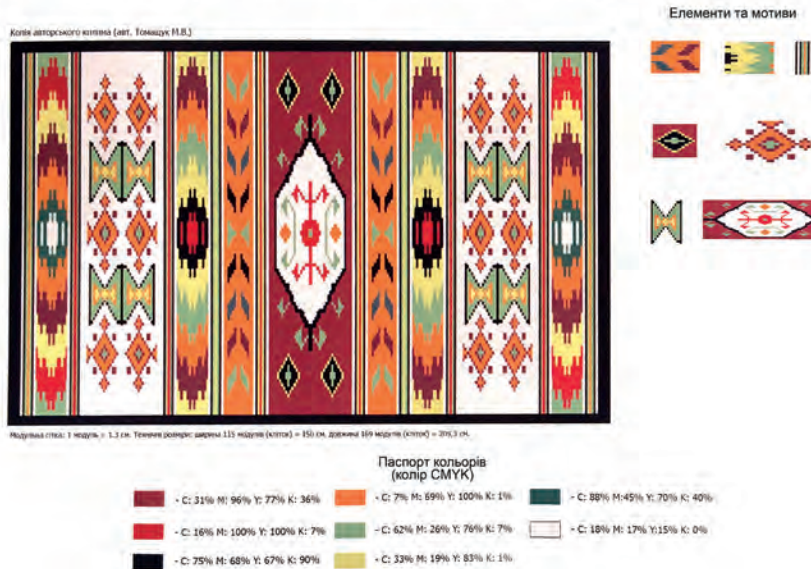 Елементи та мотиви
Копія авторського килима (авт. Томащук М.В.)
Модульна сітка: 1 модуль = 1.3 см. Технічні розміри: ширина 115 модулів (кліток) = 150 см, довжина 169 модулів (кліток) = 209,3 см.
Паспорт кольорів
(колір CMYK)
- C: 31% M: 96% Y: 77% K: 36%
- C: 7% M: 69% Y: 100% K: 1%
- C: 88% M:45% Y: 70% K: 40%
- C: 16% M: 100% Y: 100% K: 7%
- C: 62% M: 26% Y: 76% K: 7%
- C: 18% M: 17% Y:15% K: 0%
- C: 75% M: 68% Y: 67% K: 90%
- C: 33% M: 19% Y: 83% K: 1%